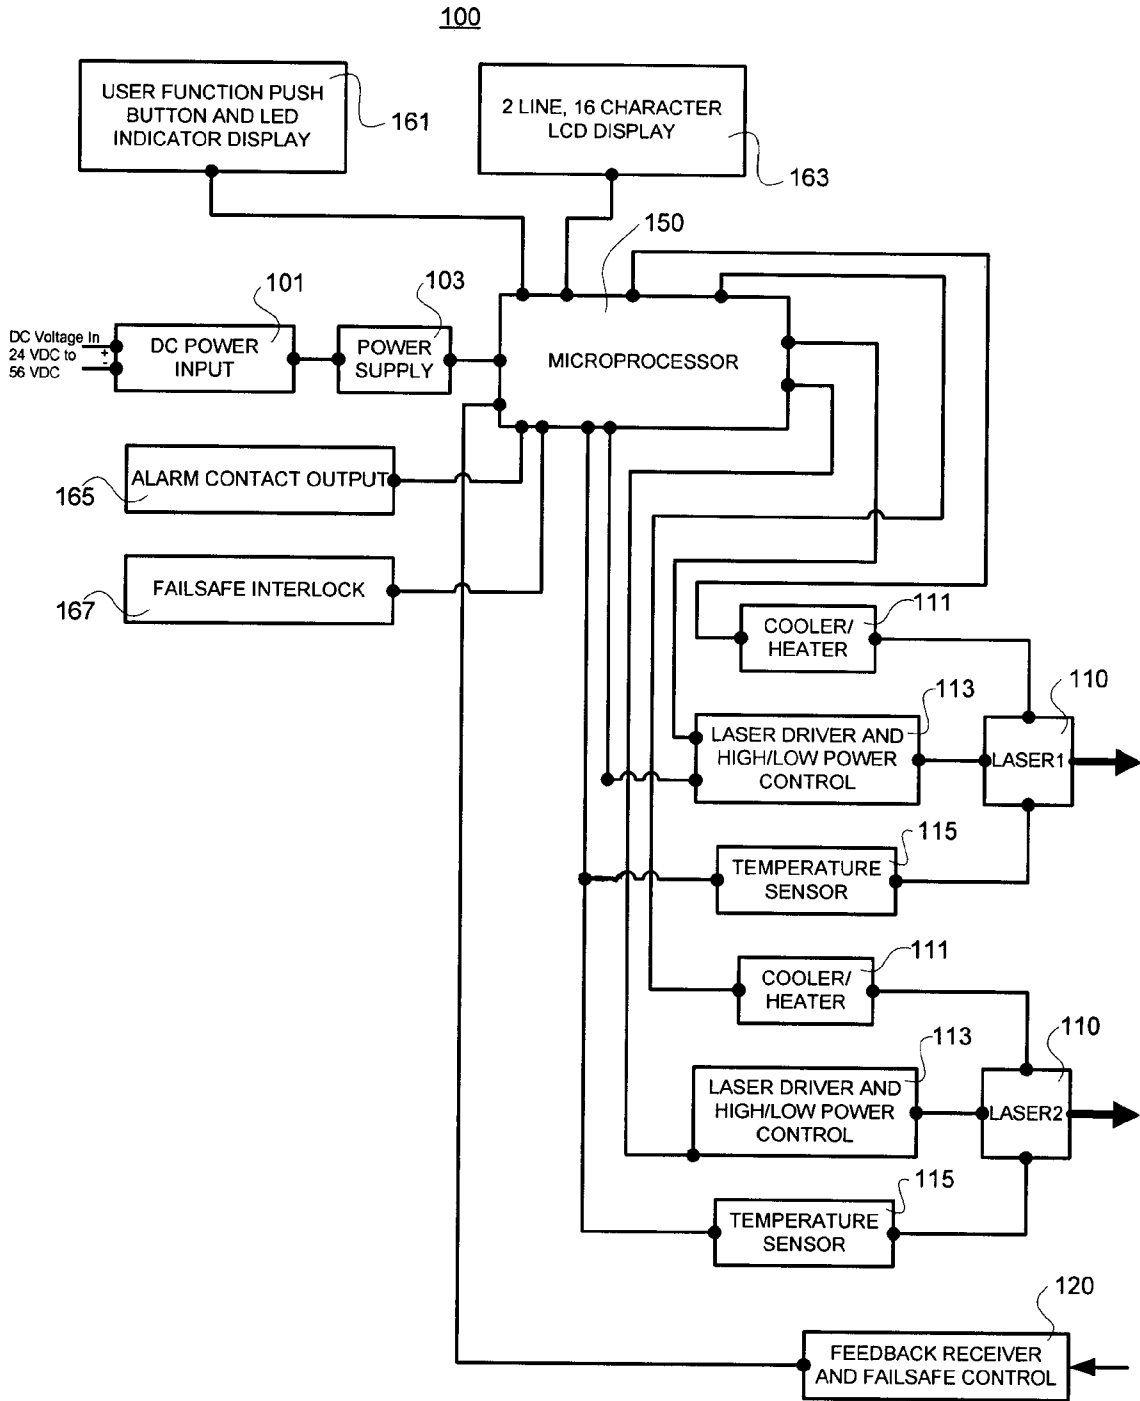 100
USER FUNCTION PUSH
BUTTON AND LED
INDICATOR DISPLAY
161
2 LINE, 16 CHARACTER
LCD DISPLAY
163
150
101
103
DC Voltage In
24 VDC to
56 VDC
+
-
DC POWER
INPUT
POWER
SUPPLY
MICROPROCESSOR
ALARM CONTACT OUTPUT
165
FAILSAFE INTERLOCK
167
111
COOLER/
HEATER
110
113
LASER DRIVER AND
HIGH/LOW POWER
CONTROL
LASER1
115
TEMPERATURE
SENSOR
111
COOLER/
HEATER
110
113
LASER DRIVER AND
HIGH/LOW POWER
CONTROL
LASER2
115
TEMPERATURE
SENSOR
120
FEEDBACK RECEIVER
AND FAILSAFE CONTROL